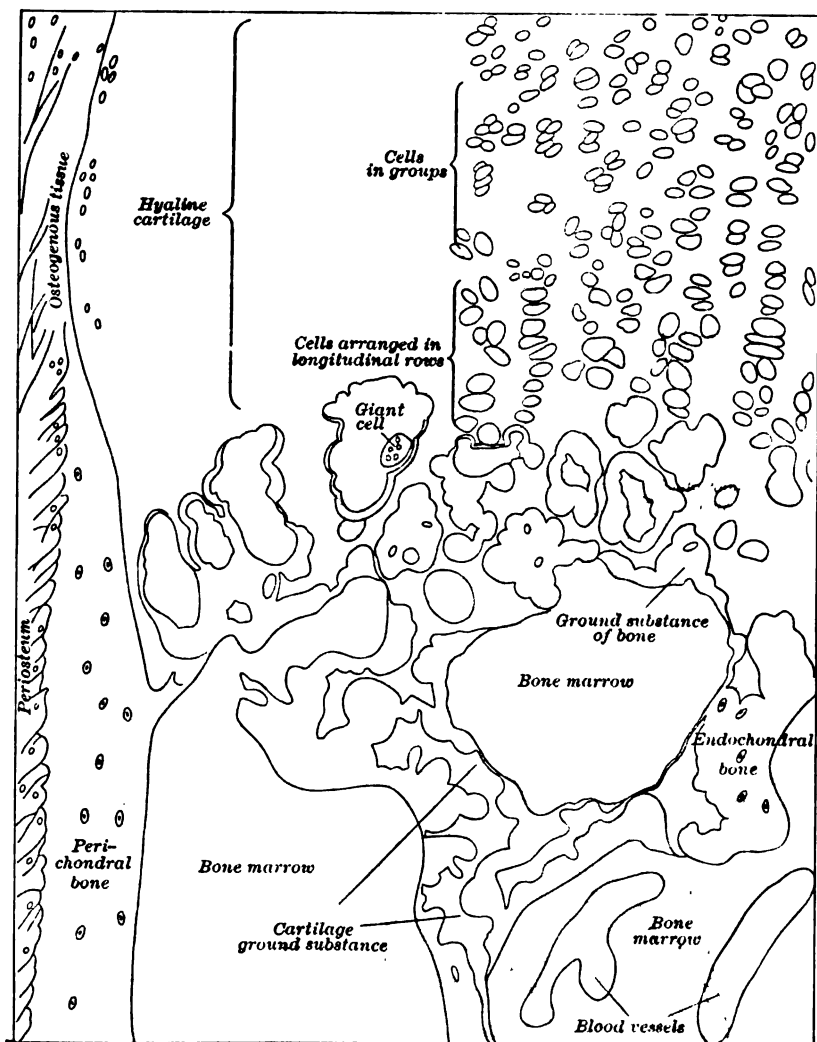 Cells
in groups
Hyaline
cartilage
Osteogenous tissue
Cells arranged in
longitudinal rows
Giant
cell
Ground substance
of bone
Periosteum
Bone marrow
Endochondral
bone
Peri-
chondral
bone
Bone marrow
Cartilage
ground substance
Bone
marrow
Blood vessels